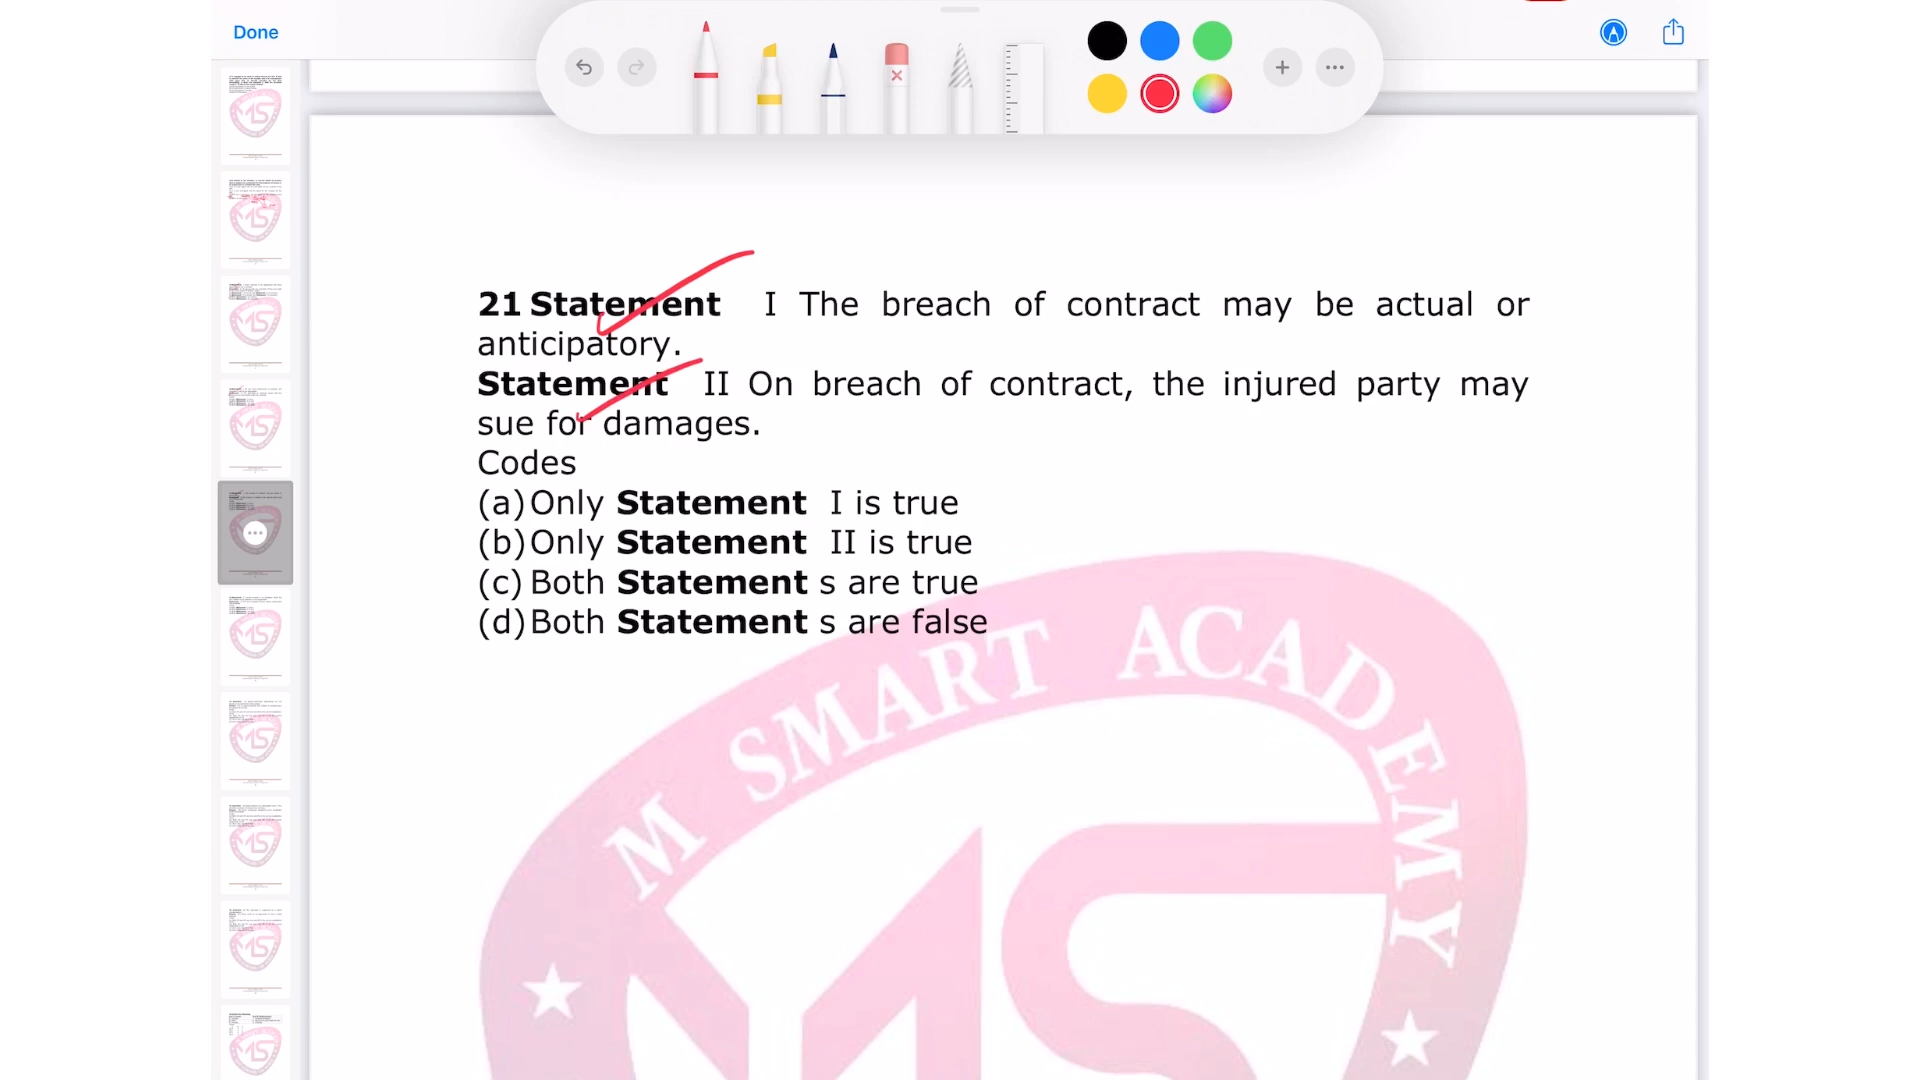 Done
21 Statement I The breach of contract may be actual or
anticipatory.
Statement II On breach of contract, the injured party may
sue for damages.
Codes
(a) Only Statement I is true
(b) Only Statement II is true
(c) Both Statement s are true
(d) Both Statement s are false
M SMART ACADEMY
MS